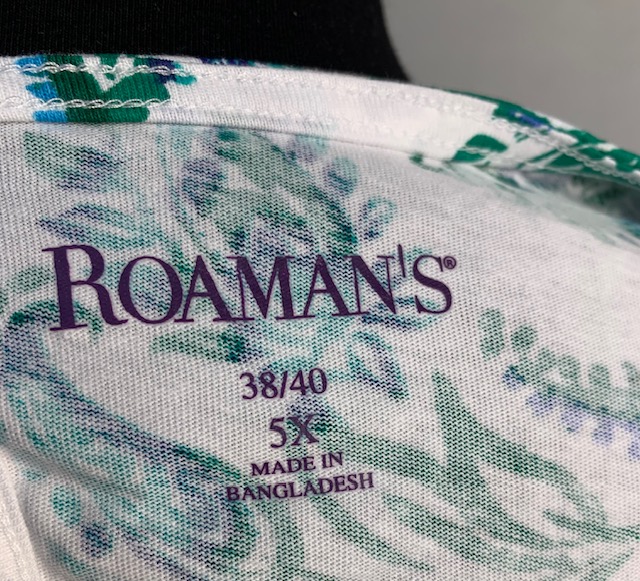 ROAMAN'S®
38/40
5X
MADE IN
BANGLADESH